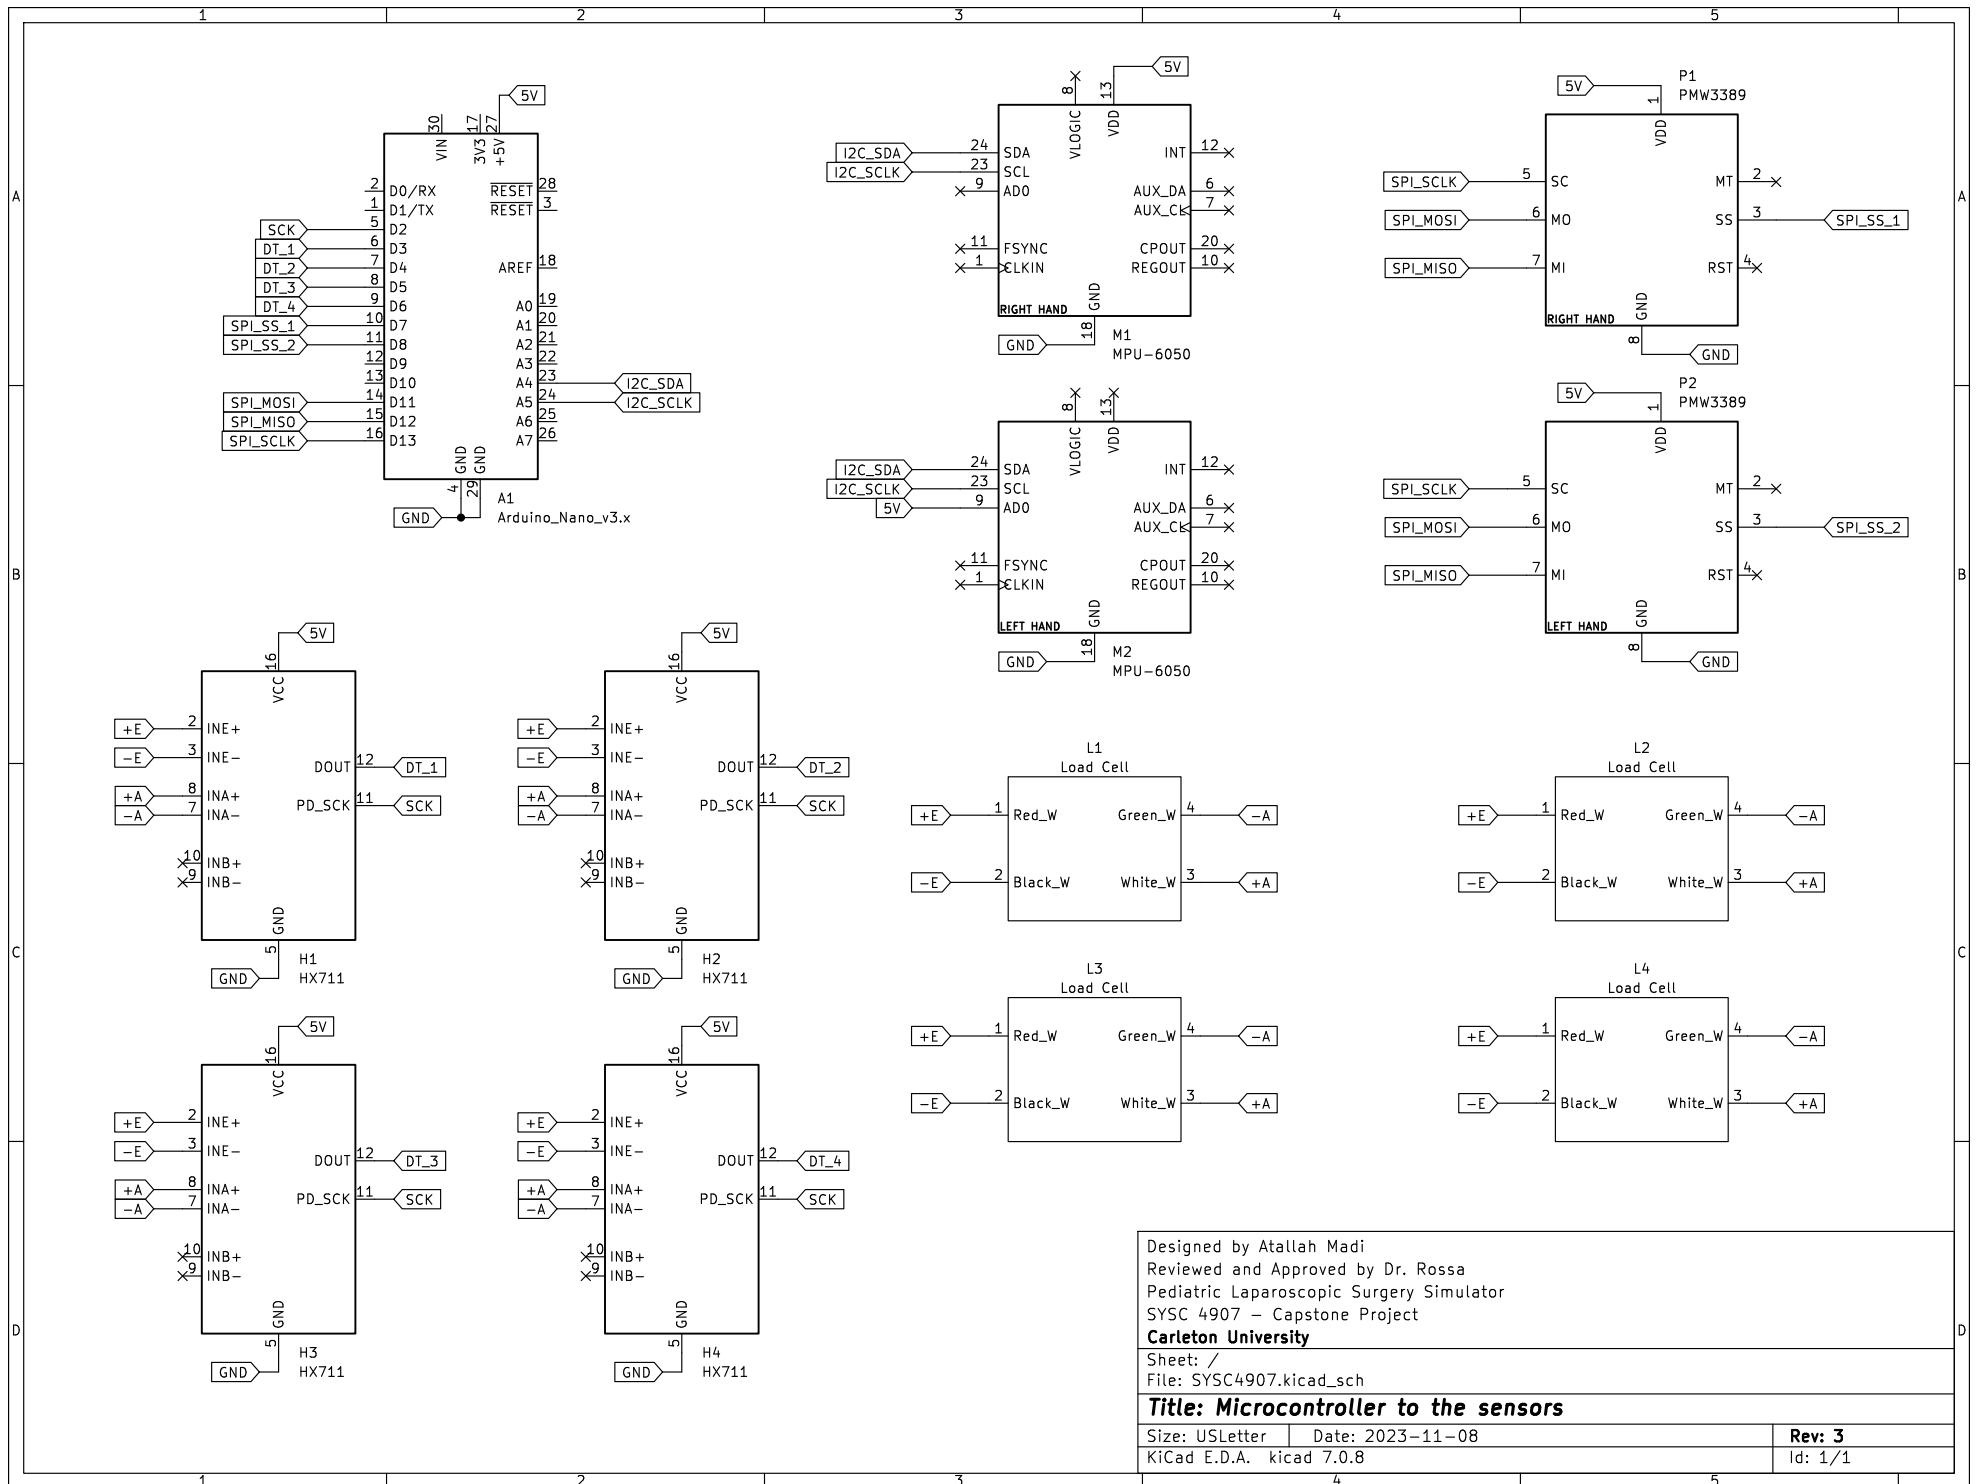 1 2 3 4 5
A
B
C
D
A
B
C
D
1 2 3 4 5
5V
30 17 27
VIN 3V3 +5V
2 D0/RX RESET 28
1 D1/TX RESET 3
SCK 5 D2
DT_1 6 D3
DT_2 7 D4 AREF 18
DT_3 8 D5
DT_4 9 D6 A0 19
SPI_SS_1 10 D7 A1 20
SPI_SS_2 11 D8 A2 21
12 D9 A3 22
13 D10 A4 23 I2C_SDA
SPI_MOSI 14 D11 A5 24 I2C_SCLK
SPI_MISO 15 D12 A6 25
SPI_SCLK 16 D13 A7 26
GND GND
4 29
GND
A1
Arduino_Nano_v3.x
5V
8 13
VLOGIC VDD
I2C_SDA 24 SDA INT 12
I2C_SCLK 23 SCL
9 AD0 AUX_DA 6
AUX_CL 7
11 FSYNC CPOUT 20
1 CLKIN REGOUT 10
GND
RIGHT HAND
18
GND
M1
MPU-6050
8 13
VLOGIC VDD
I2C_SDA 24 SDA INT 12
I2C_SCLK 23 SCL
5V 9 AD0 AUX_DA 6
AUX_CL 7
11 FSYNC CPOUT 20
1 CLKIN REGOUT 10
GND
LEFT HAND
18
GND
M2
MPU-6050
P1
PMW3389
5V
1
VDD
SPI_SCLK 5 SC MT 2
SPI_MOSI 6 MO SS 3 SPI_SS_1
SPI_MISO 7 MI RST 4
GND
RIGHT HAND
8
GND
P2
PMW3389
5V
1
VDD
SPI_SCLK 5 SC MT 2
SPI_MOSI 6 MO SS 3 SPI_SS_2
SPI_MISO 7 MI RST 4
GND
LEFT HAND
8
GND
5V
16
VCC
+E 2 INE+
-E 3 INE-
DOUT 12 DT_1
+A 8 INA+
PD_SCK 11 SCK
-A 7 INA-
10 INB+
9 INB-
GND
5
GND
H1
HX711
5V
16
VCC
+E 2 INE+
-E 3 INE-
DOUT 12 DT_2
+A 8 INA+
PD_SCK 11 SCK
-A 7 INA-
10 INB+
9 INB-
GND
5
GND
H2
HX711
L1
Load Cell
+E 1 Red_W Green_W 4 -A
-E 2 Black_W White_W 3 +A
L2
Load Cell
+E 1 Red_W Green_W 4 -A
-E 2 Black_W White_W 3 +A
5V
16
VCC
+E 2 INE+
-E 3 INE-
DOUT 12 DT_3
+A 8 INA+
PD_SCK 11 SCK
-A 7 INA-
10 INB+
9 INB-
GND
5
GND
H3
HX711
5V
16
VCC
+E 2 INE+
-E 3 INE-
DOUT 12 DT_4
+A 8 INA+
PD_SCK 11 SCK
-A 7 INA-
10 INB+
9 INB-
GND
5
GND
H4
HX711
L3
Load Cell
+E 1 Red_W Green_W 4 -A
-E 2 Black_W White_W 3 +A
L4
Load Cell
+E 1 Red_W Green_W 4 -A
-E 2 Black_W White_W 3 +A
Designed by Atallah Madi
Reviewed and Approved by Dr. Rossa
Pediatric Laparoscopic Surgery Simulator
SYSC 4907 - Capstone Project
Carleton University
Sheet: /
File: SYSC4907.kicad_sch
Title: Microcontroller to the sensors
Size: USLetter Date: 2023-11-08 Rev: 3
KiCad E.D.A. kicad 7.0.8 Id: 1/1